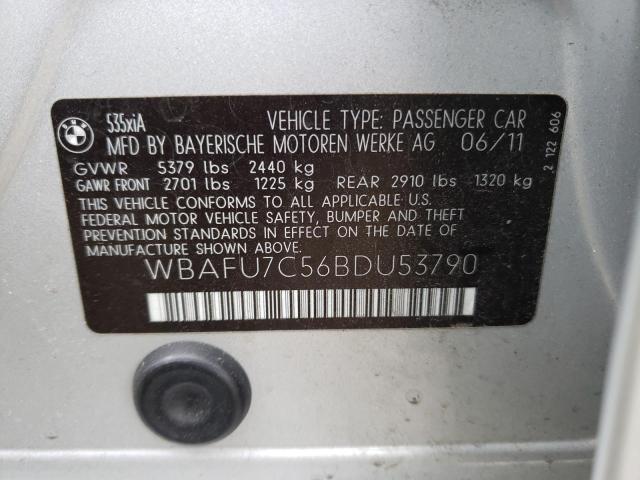 BMW
535xiA VEHICLE TYPE: PASSENGER CAR
MFD BY BAYERISCHE MOTOREN WERKE AG 06/11
GVWR 5379 lbs 2440 kg
GAWR FRONT 2701 lbs 1225 kg REAR 2910 lbs 1320 kg
THIS VEHICLE CONFORMS TO ALL APPLICABLE U.S.
FEDERAL MOTOR VEHICLE SAFETY, BUMPER AND THEFT
PREVENTION STANDARDS IN EFFECT ON THE DATE OF
MANUFACTURE SHOWN ABOVE.
WBAFU7C56BDU53790
2 122 606